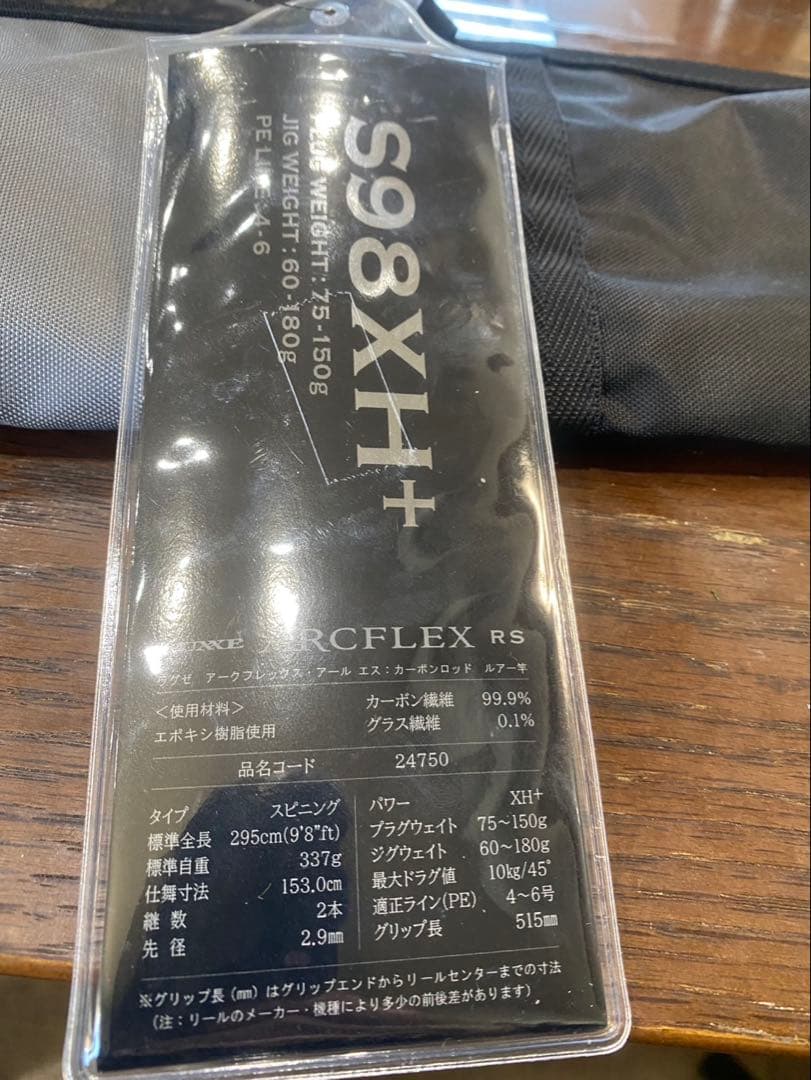 S98XH+
PLUG WEIGHT: 75-150g
JIG WEIGHT: 60-180g
PE LINE: 4-6
LUXXE ARCFLEX RS
ラグゼ アークフレックス・アール エス：カーボンロッド ルアー竿
＜使用材料＞
エポキシ樹脂使用
カーボン繊維 99.9%
グラス繊維 0.1%
品名コード 24750
タイプ スピニング
標準全長 295cm(9'8"ft)
標準自重 337g
仕舞寸法 153.0cm
継数 2本
先径 2.9mm
パワー XH+
プラグウェイト 75～150g
ジグウェイト 60～180g
最大ドラグ値 10kg/45°
適正ライン(PE) 4～6号
グリップ長 515mm
※グリップ長(mm)はグリップエンドからリールセンターまでの寸法
(注：リールのメーカー・機種により多少の前後差があります)